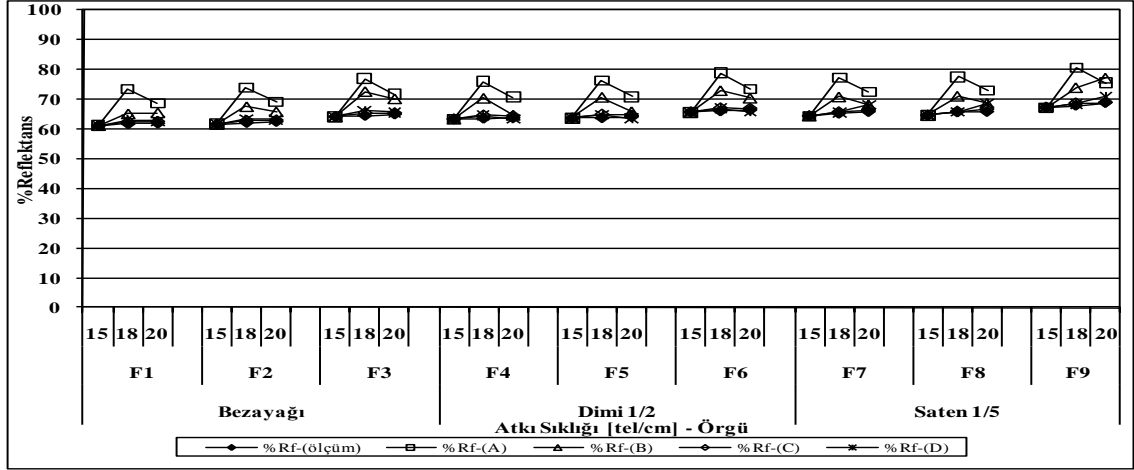 100
90
80
70
60
50
40
30
20
10
0
%Reflektans
15 18 20 15 18 20 15 18 20 15 18 20 15 18 20 15 18 20 15 18 20 15 18 20 15 18 20
F1 F2 F3 F4 F5 F6 F7 F8 F9
Bezayağı Dimi 1/2 Saten 1/5
Atkı Sıklığı [tel/cm] - Örgü
%Rf-(ölçüm) %Rf-(A) %Rf-(B) %Rf-(C) %Rf-(D)